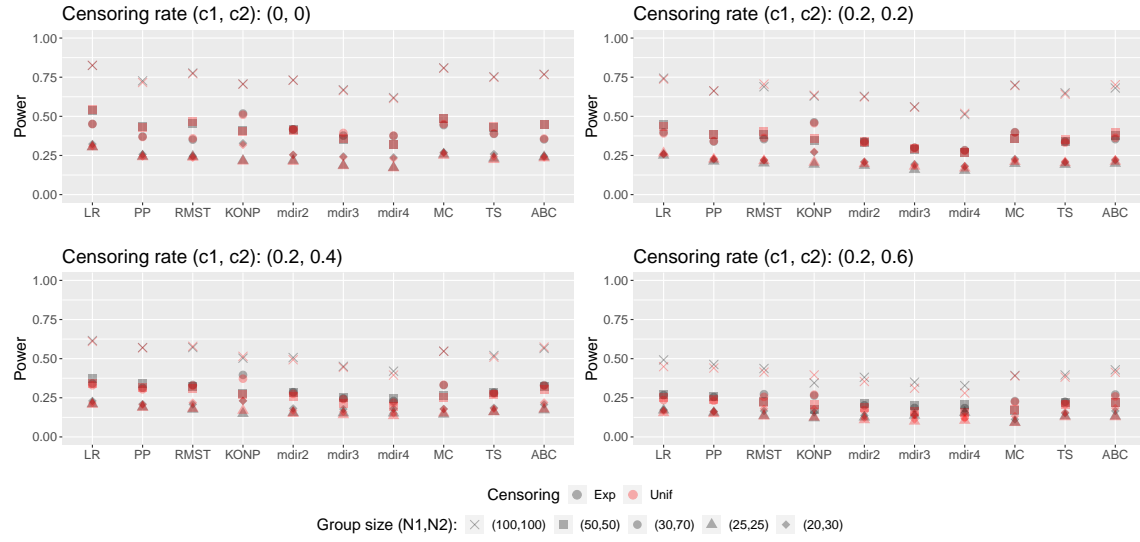 Censoring rate (c1, c2): (0, 0)
Censoring rate (c1, c2): (0.2, 0.2)
1.00
0.75
0.50
0.25
0.00
Power
LR PP RMST KONP mdir2 mdir3 mdir4 MC TS ABC
1.00
0.75
0.50
0.25
0.00
Power
LR PP RMST KONP mdir2 mdir3 mdir4 MC TS ABC
Censoring rate (c1, c2): (0.2, 0.4)
Censoring rate (c1, c2): (0.2, 0.6)
1.00
0.75
0.50
0.25
0.00
Power
LR PP RMST KONP mdir2 mdir3 mdir4 MC TS ABC
1.00
0.75
0.50
0.25
0.00
Power
LR PP RMST KONP mdir2 mdir3 mdir4 MC TS ABC
Censoring Exp Unif
Group size (N1,N2): (100,100) (50,50) (30,70) (25,25) (20,30)